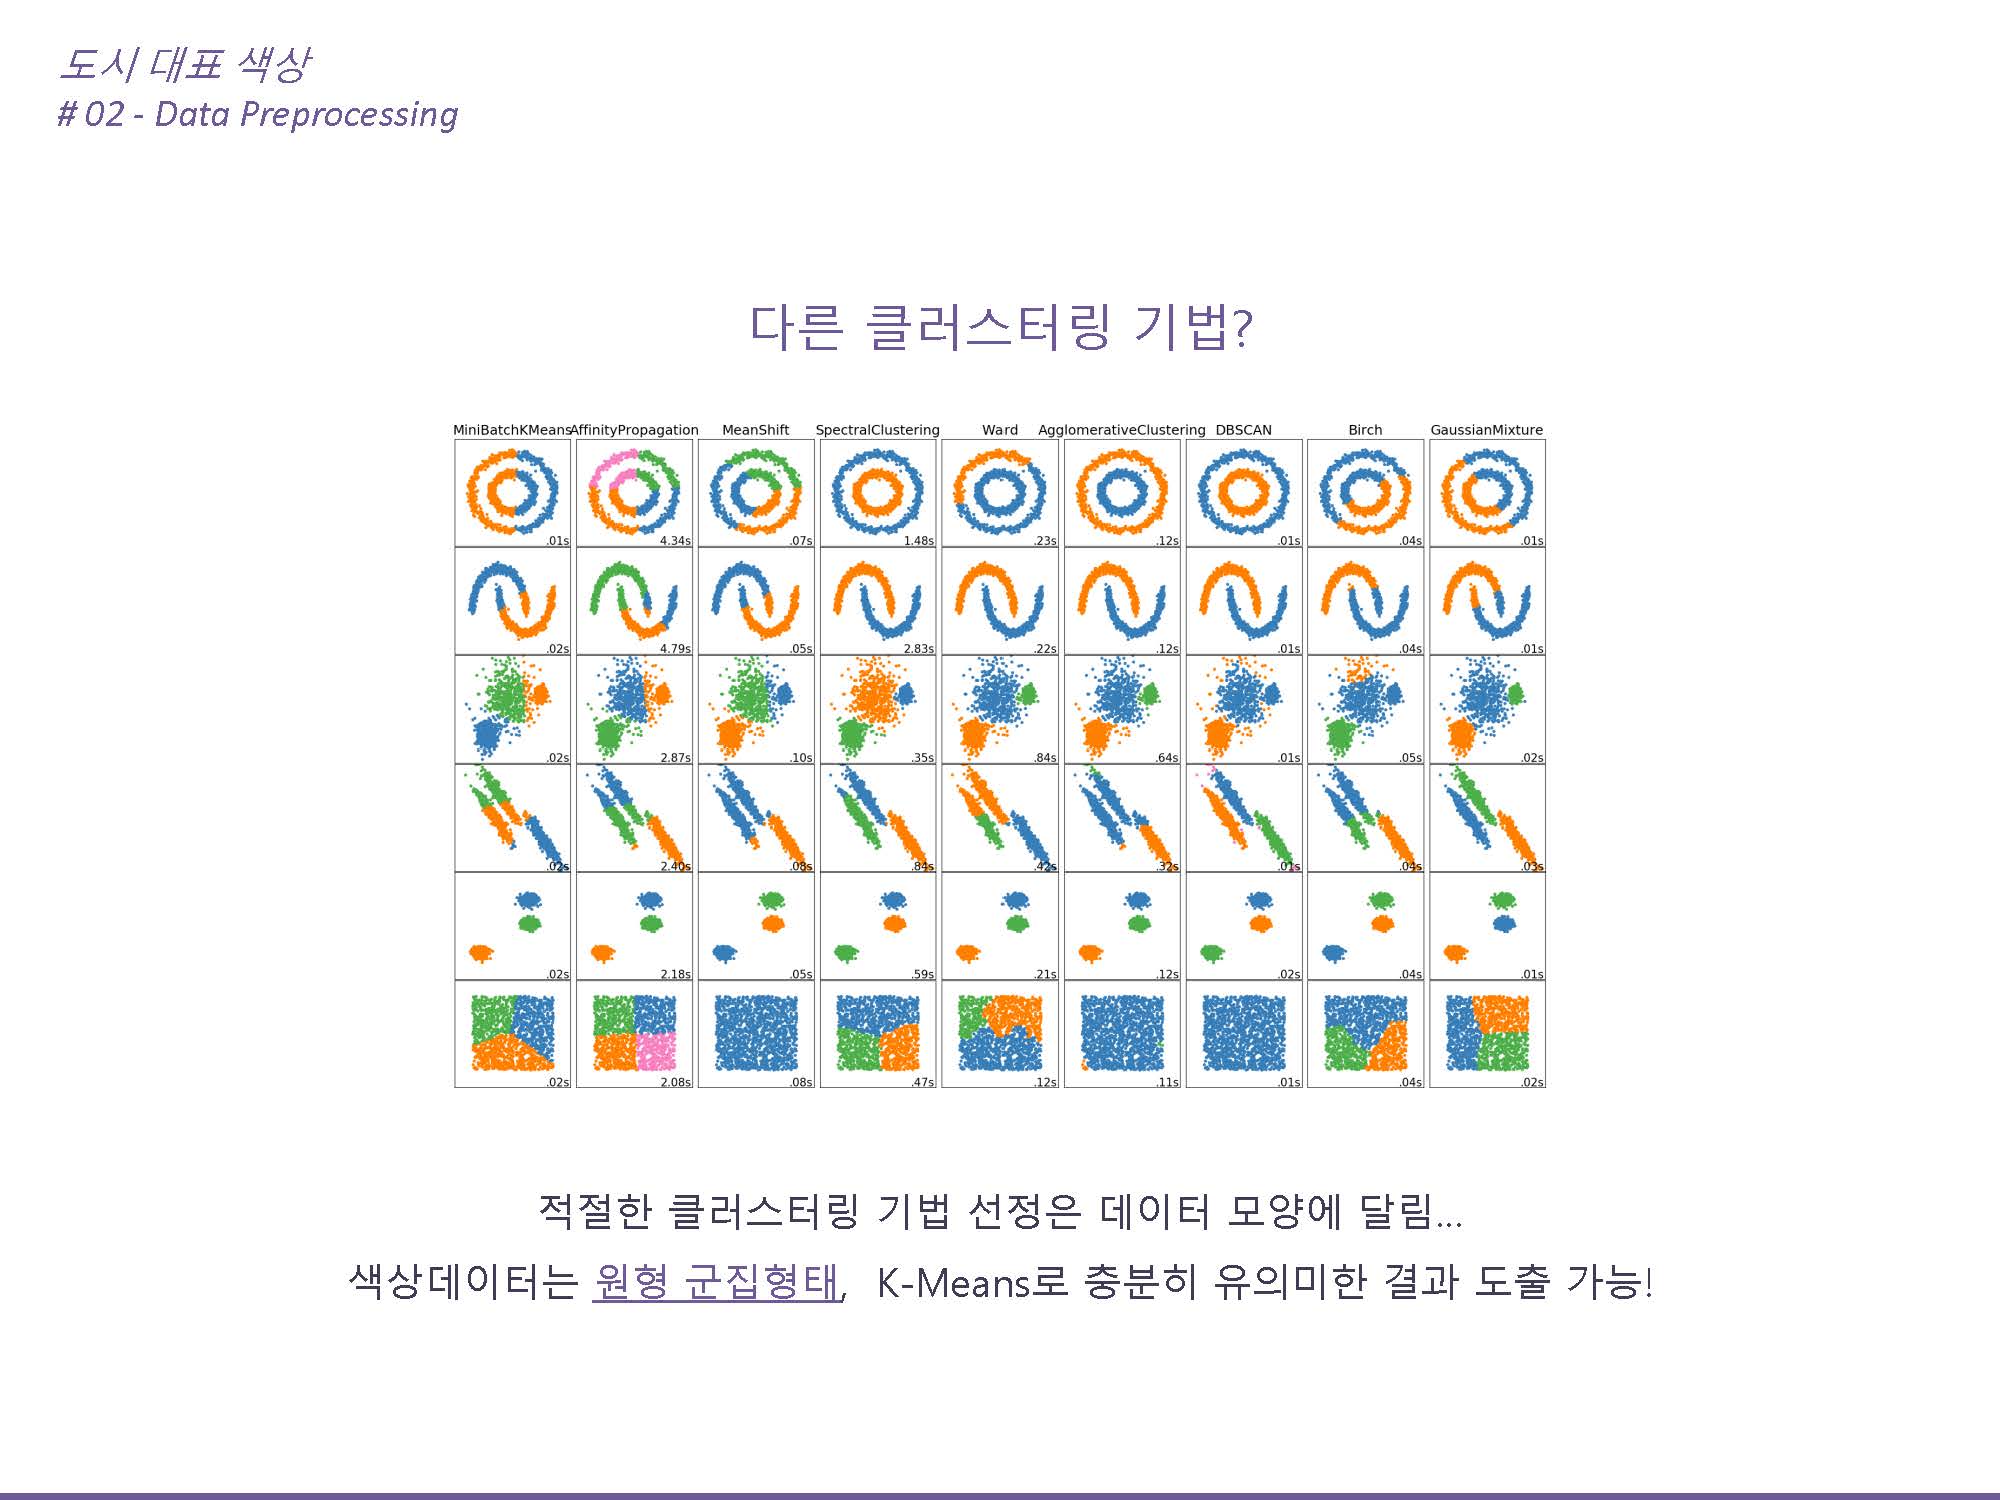 도시 대표 색상
# 02 - Data Preprocessing
다른 클러스터링 기법?
MiniBatchKMeans AffinityPropagation MeanShift SpectralClustering Ward AgglomerativeClustering DBSCAN Birch GaussianMixture
.01s 4.34s .07s 1.48s .23s .12s .01s .04s .01s
.02s 4.79s .05s 2.83s .22s .12s .01s .04s .01s
.02s 2.87s .10s .35s .84s .64s .01s .05s .02s
.02s 2.40s .08s .84s .42s .32s .01s .04s .03s
.02s 2.18s .05s .59s .21s .12s .02s .04s .01s
.02s 2.08s .08s .47s .12s .11s .01s .04s .02s
적절한 클러스터링 기법 선정은 데이터 모양에 달림...
색상데이터는 원형 군집형태, K-Means로 충분히 유의미한 결과 도출 가능!